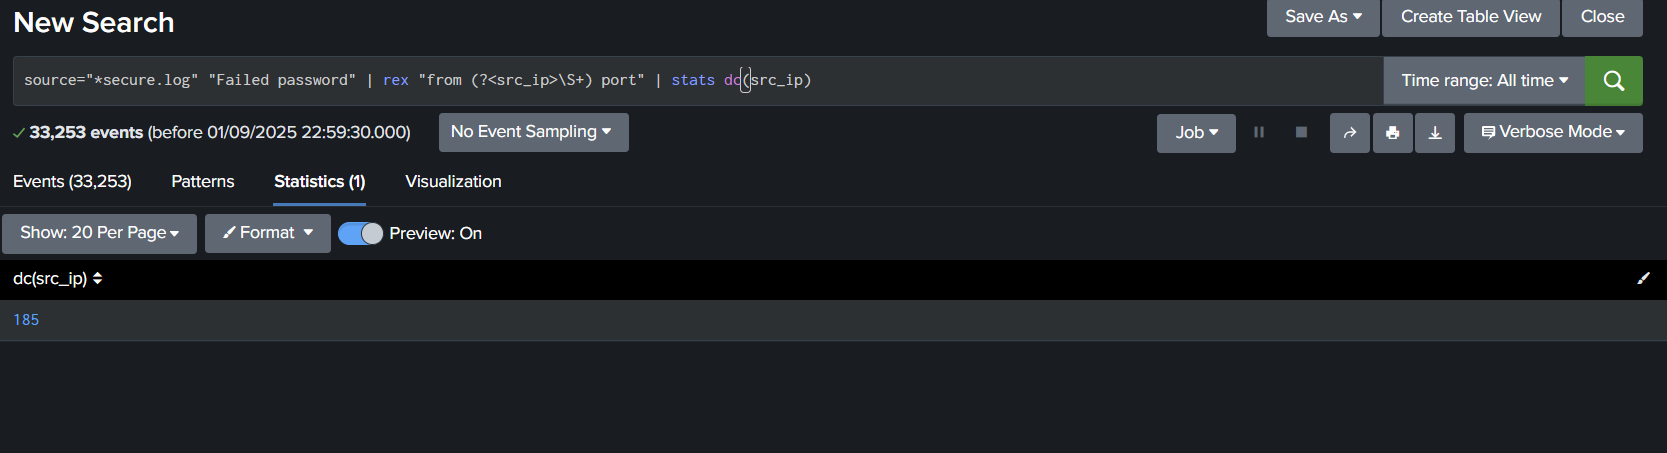 New Search
Save As Create Table View Close
source="*secure.log" "Failed password" | rex "from (?<src_ip>\S+) port" | stats dc(src_ip)
Time range: All time
33,253 events (before 01/09/2025 22:59:30.000)
No Event Sampling
Job
Verbose Mode
Events (33,253) Patterns Statistics (1) Visualization
Show: 20 Per Page Format Preview: On
dc(src_ip)
185